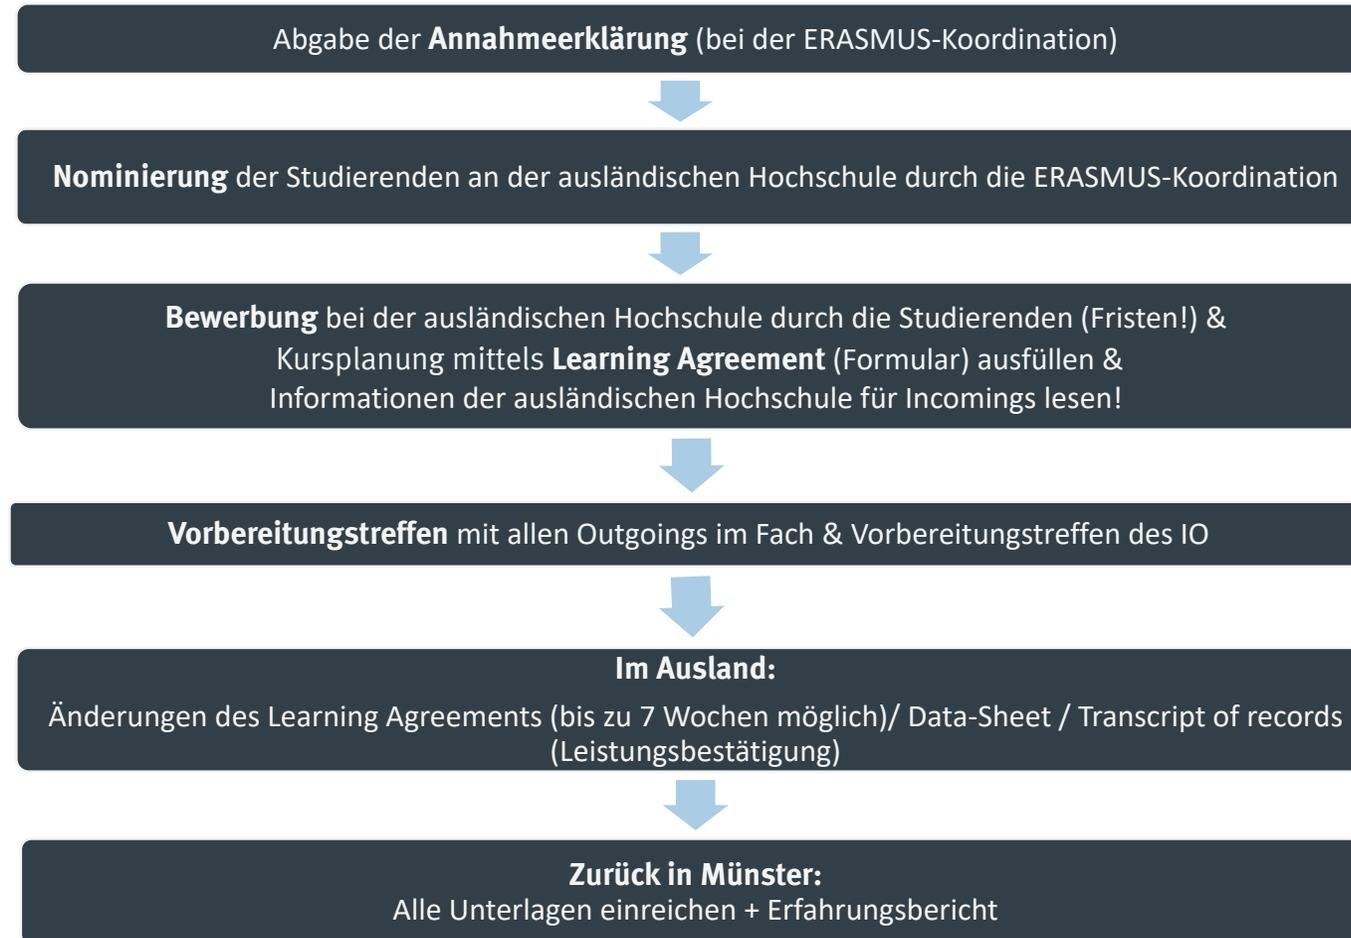 Abgabe der Annahmeerklärung (bei der ERASMUS-Koordination)
Nominierung der Studierenden an der ausländischen Hochschule durch die ERASMUS-Koordination
Bewerbung bei der ausländischen Hochschule durch die Studierenden (Fristen!) &
Kursplanung mittels Learning Agreement (Formular) ausfüllen &
Informationen der ausländischen Hochschule für Incomings lesen!
Vorbereitungstreffen mit allen Outgoings im Fach & Vorbereitungstreffen des IO
Im Ausland:
Änderungen des Learning Agreements (bis zu 7 Wochen möglich)/ Data-Sheet / Transcript of records
(Leistungsbestätigung)
Zurück in Münster:
Alle Unterlagen einreichen + Erfahrungsbericht